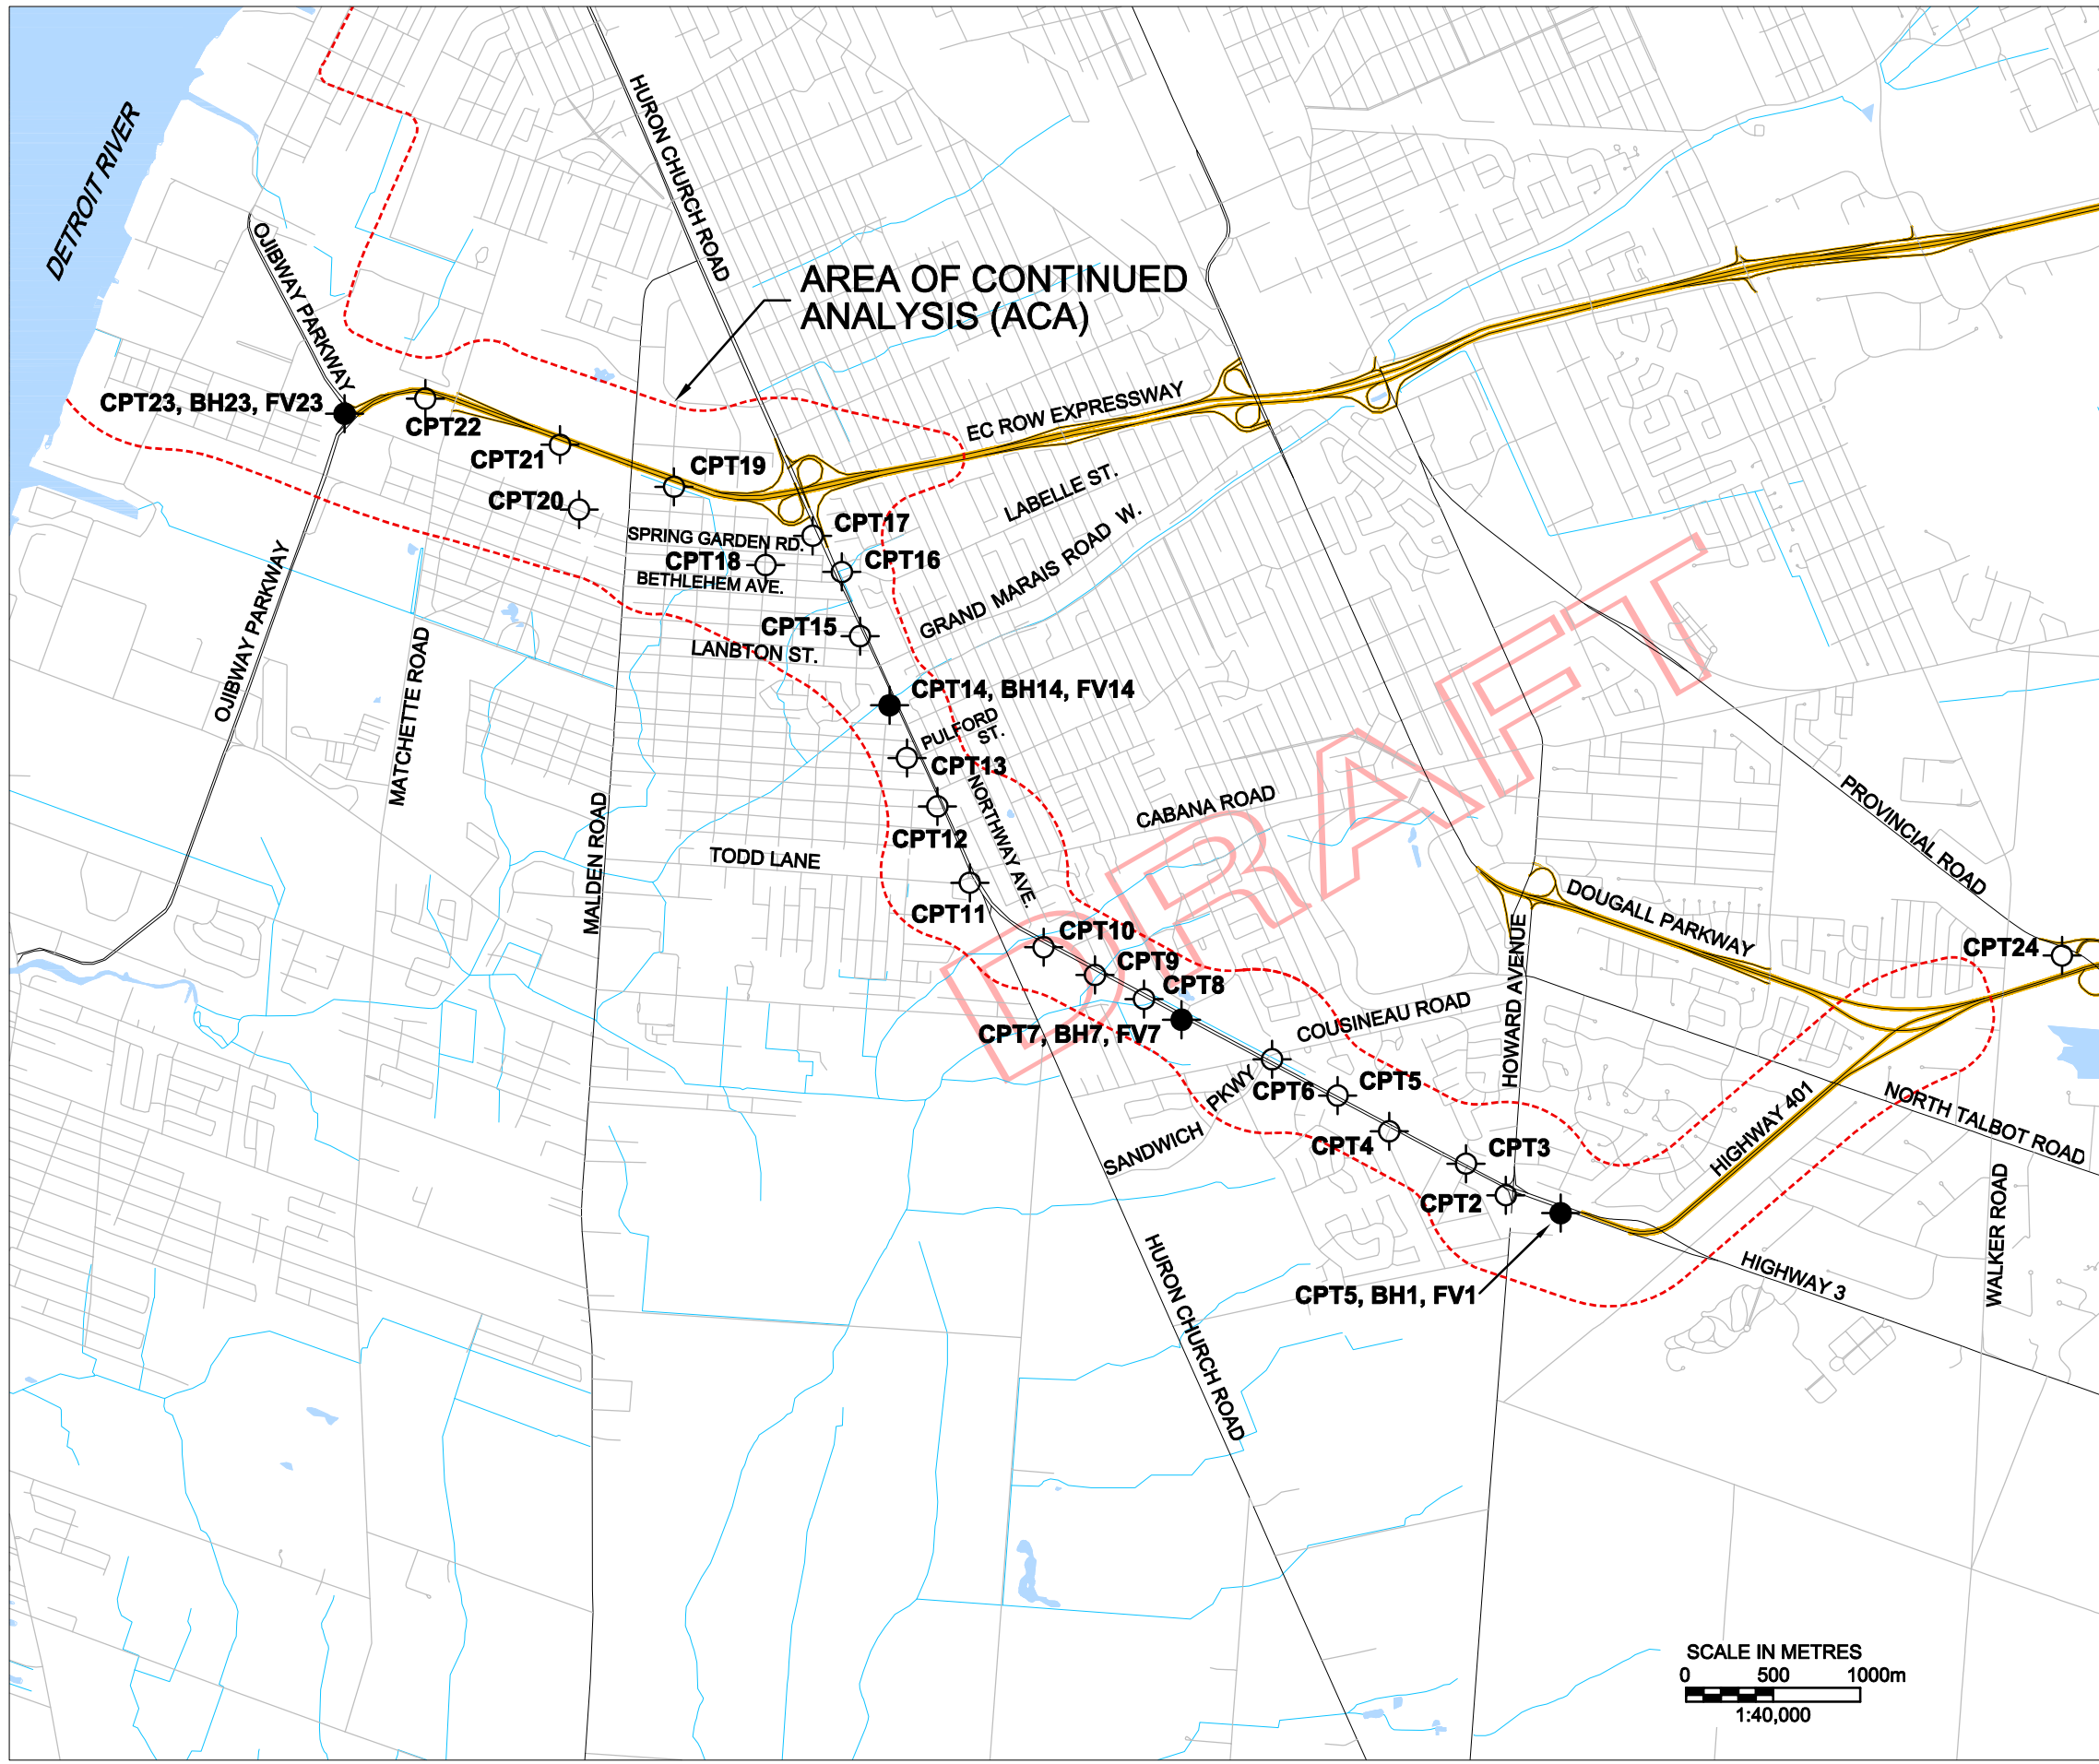 HURON CHURCH ROAD
DETROIT RIVER
OJIBWAY PARKWAY
AREA OF CONTINUED
ANALYSIS (ACA)
CPT23, BH23, FV23
CPT22
EC ROW EXPRESSWAY
CPT21
CPT19
CPT20
LABELLE ST.
SPRING GARDEN RD.
CPT17
CPT18
CPT16
BETHLEHEM AVE.
GRAND MARAIS ROAD W.
CPT15
LANBTON ST.
OJIBWAY PARKWAY
MATCHETTE ROAD
CPT14, BH14, FV14
PULFORD
ST.
CPT13
NORTHWAY AVE.
CPT12
CABANA ROAD
DRAFT
PROVINCIAL ROAD
MALDEN ROAD
TODD LANE
CPT11
DOUGALL PARKWAY
CPT10
CPT24
CPT9
CPT8
HOWARD AVENUE
CPT7, BH7, FV7
COUSINEAU ROAD
CPT6
CPT5
SANDWICH PKWY
CPT4
CPT3
HIGHWAY 401
NORTH TALBOT ROAD
CPT2
WALKER ROAD
HURON CHURCH ROAD
CPT5, BH1, FV1
HIGHWAY 3
SCALE IN METRES
0 500 1000m
1:40,000